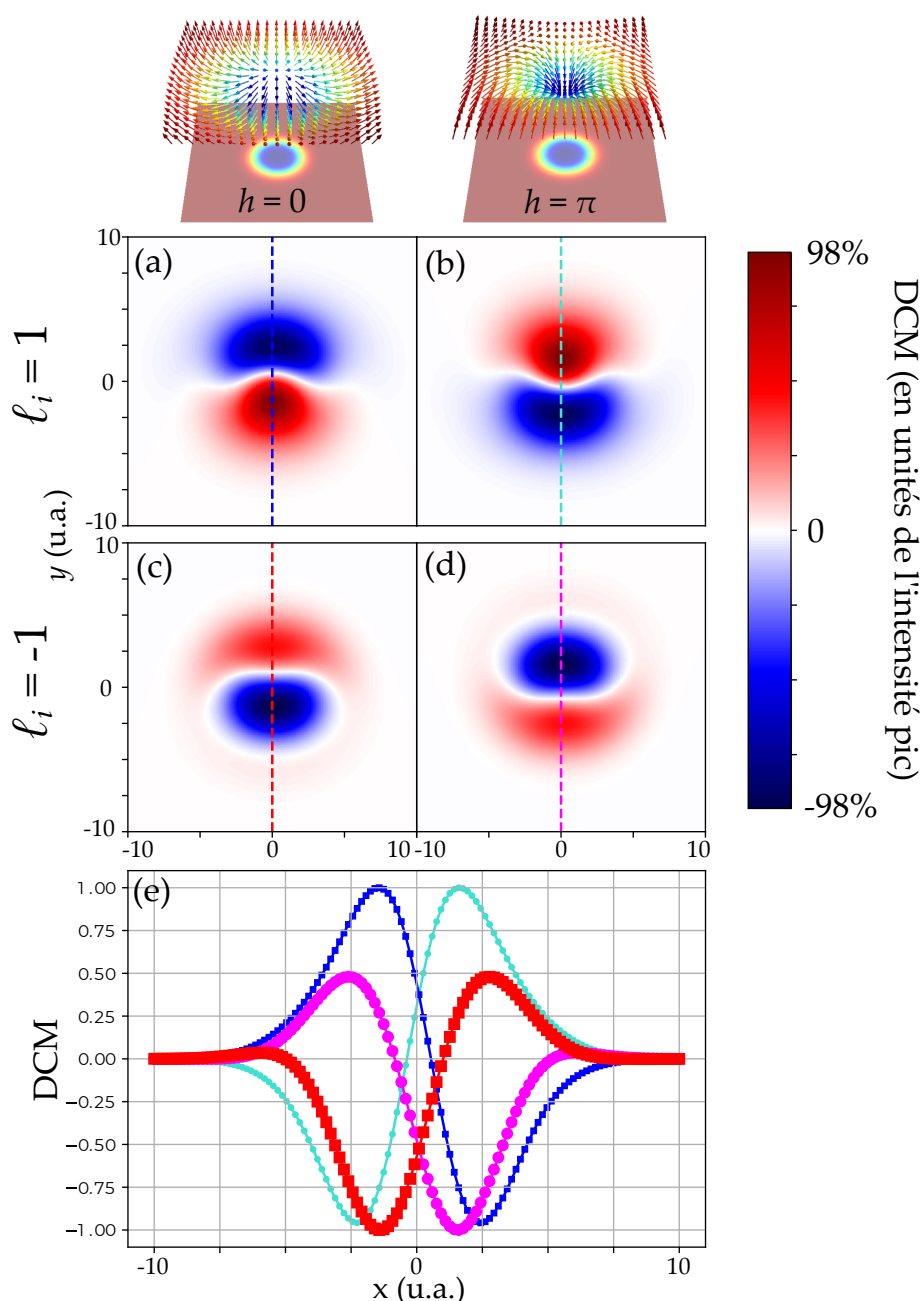 h = 0
h = π
(a)
(b)
10
0
-10
ℓi = 1
y (u.a.)
98%
0
-98%
DCM (en unités de l'intensité pic)
(c)
(d)
10
0
-10
ℓi = -1
-10
0
10
-10
0
10
(e)
1.00
0.75
0.50
0.25
0.00
−0.25
−0.50
−0.75
−1.00
DCM
-10
0
10
x (u.a.)